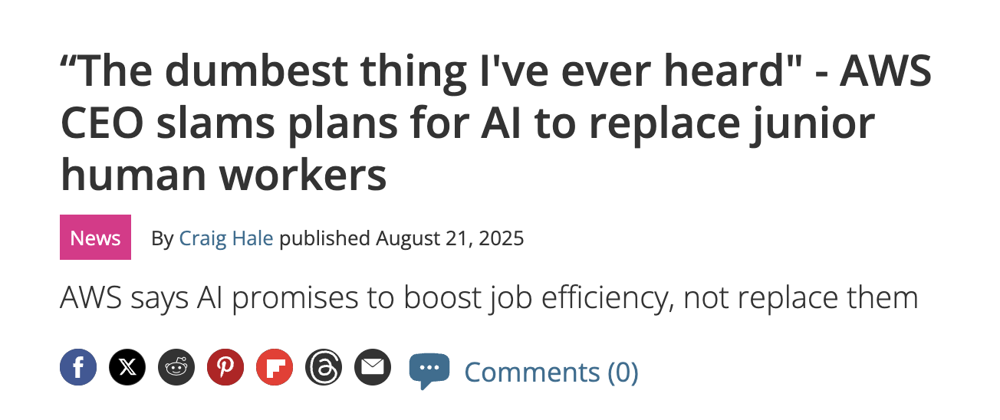 “The dumbest thing I've ever heard" - AWS
CEO slams plans for AI to replace junior
human workers
News By Craig Hale published August 21, 2025
AWS says AI promises to boost job efficiency, not replace them
Comments (0)